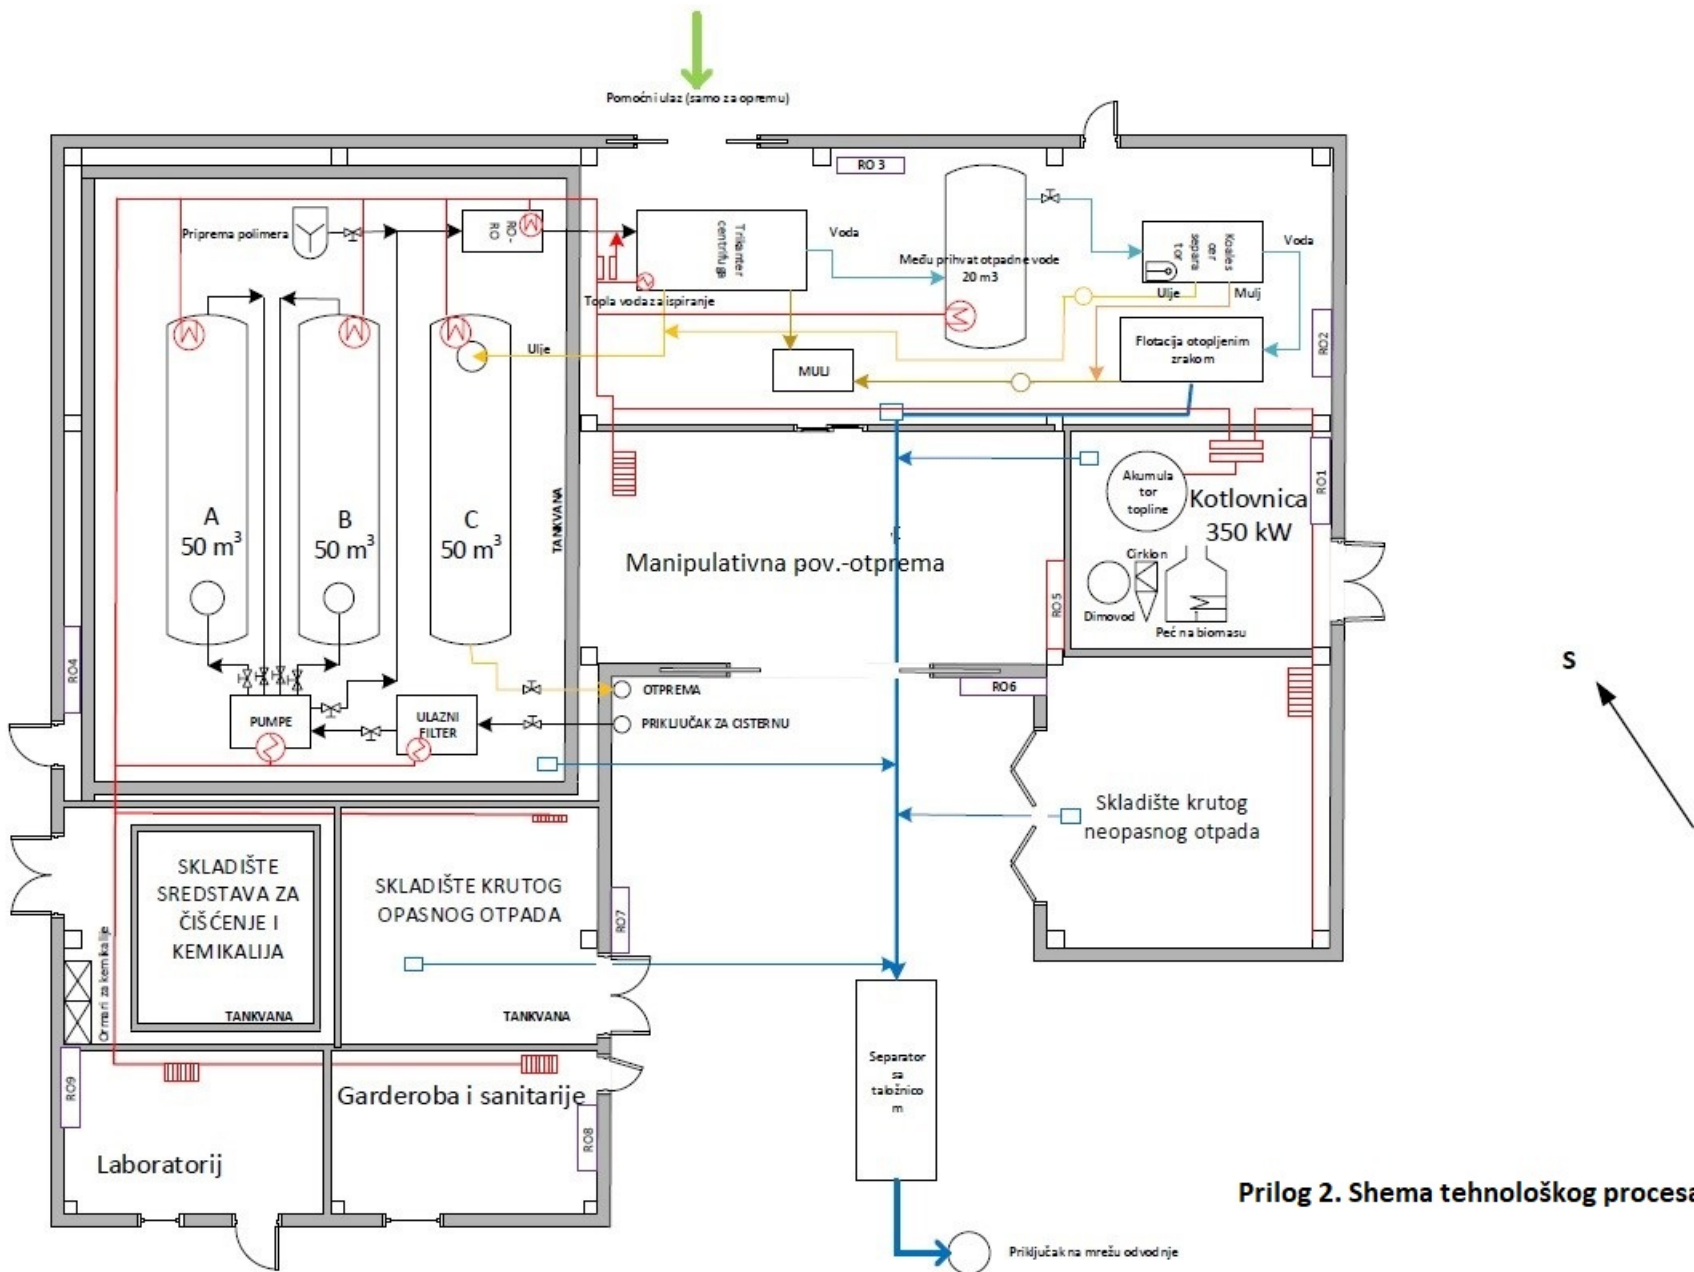 Pomoćni ulaz (samo za opremu)
RO 3
Priprema polimera
RO-
RO
Trikanter
centrifuga
Voda
Među prihvat otpadne vode
20 m3
Koales
cer
separa
tor
Voda
Topla voda za ispiranje
Ulje
Mulj
Ulje
MULJ
Flotacija otopljenim
zrakom
RO2
A
50 m³
B
50 m³
C
50 m³
TANKVANA
Manipulativna pov.-otprema
Akumula
tor
topline
Kotlovnica
350 kW
RO1
Cirklon
Dimovod
Peć na biomasu
RO5
RO4
RO6
S
OTPREMA
PRIKLJUČAK ZA CISTERNU
PUMPE
ULAZNI
FILTER
Skladište krutog
neopasnog otpada
SKLADIŠTE
SREDSTAVA ZA
ČIŠĆENJE I
KEMIKALIJA
TANKVANA
Ormari za kemikalije
SKLADIŠTE KRUTOG
OPASNOG OTPADA
TANKVANA
RO7
Separator
sa
taložnico
m
RO9
Laboratorij
Garderoba i sanitarije
RO8
Prilog 2. Shema tehnološkog procesa
Priključak na mrežu odvodnje